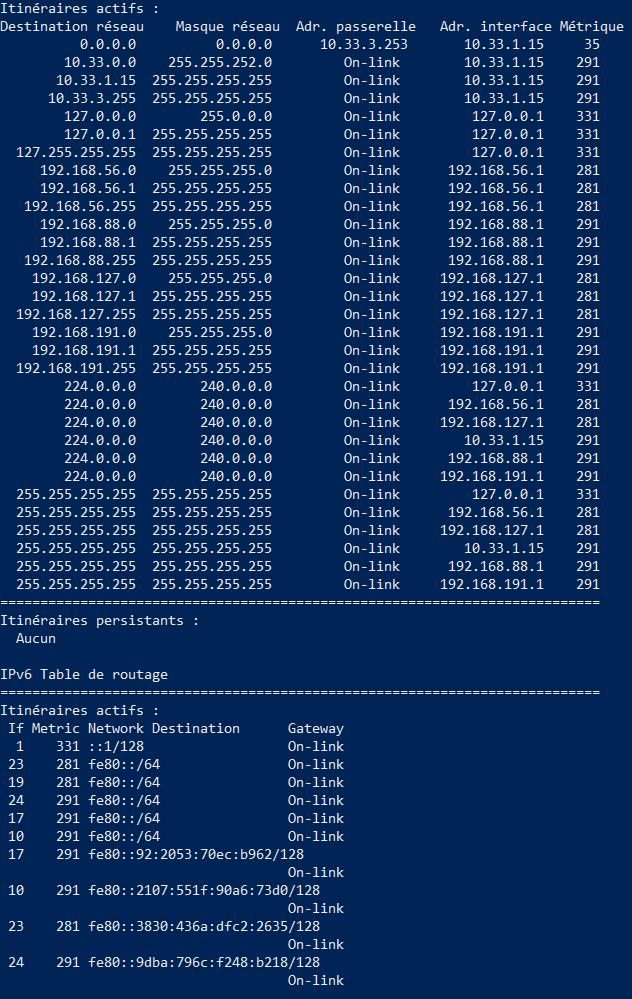 Itinéraires actifs :
Destination réseau    Masque réseau  Adr. passerelle   Adr. interface Métrique
          0.0.0.0          0.0.0.0      10.33.3.253       10.33.1.15     35
        10.33.0.0    255.255.252.0         On-link        10.33.1.15    291
       10.33.1.15  255.255.255.255         On-link        10.33.1.15    291
      10.33.3.255  255.255.255.255         On-link        10.33.1.15    291
        127.0.0.0        255.0.0.0         On-link         127.0.0.1    331
        127.0.0.1  255.255.255.255         On-link         127.0.0.1    331
  127.255.255.255  255.255.255.255         On-link         127.0.0.1    331
     192.168.56.0    255.255.255.0         On-link      192.168.56.1    281
     192.168.56.1  255.255.255.255         On-link      192.168.56.1    281
   192.168.56.255  255.255.255.255         On-link      192.168.56.1    281
     192.168.88.0    255.255.255.0         On-link      192.168.88.1    291
     192.168.88.1  255.255.255.255         On-link      192.168.88.1    291
   192.168.88.255  255.255.255.255         On-link      192.168.88.1    291
    192.168.127.0    255.255.255.0         On-link     192.168.127.1    281
    192.168.127.1  255.255.255.255         On-link     192.168.127.1    281
  192.168.127.255  255.255.255.255         On-link     192.168.127.1    281
    192.168.191.0    255.255.255.0         On-link     192.168.191.1    291
    192.168.191.1  255.255.255.255         On-link     192.168.191.1    291
  192.168.191.255  255.255.255.255         On-link     192.168.191.1    291
        224.0.0.0        240.0.0.0         On-link         127.0.0.1    331
        224.0.0.0        240.0.0.0         On-link      192.168.56.1    281
        224.0.0.0        240.0.0.0         On-link     192.168.127.1    281
        224.0.0.0        240.0.0.0         On-link        10.33.1.15    291
        224.0.0.0        240.0.0.0         On-link      192.168.88.1    291
        224.0.0.0        240.0.0.0         On-link     192.168.191.1    291
  255.255.255.255  255.255.255.255         On-link         127.0.0.1    331
  255.255.255.255  255.255.255.255         On-link      192.168.56.1    281
  255.255.255.255  255.255.255.255         On-link     192.168.127.1    281
  255.255.255.255  255.255.255.255         On-link        10.33.1.15    291
  255.255.255.255  255.255.255.255         On-link      192.168.88.1    291
  255.255.255.255  255.255.255.255         On-link     192.168.191.1    291
===========================================================================
Itinéraires persistants :
  Aucun
IPv6 Table de routage
===========================================================================
Itinéraires actifs :
 If Metric Network Destination      Gateway
  1    331 ::1/128                  On-link
 23    281 fe80::/64                On-link
 19    281 fe80::/64                On-link
 24    291 fe80::/64                On-link
 17    291 fe80::/64                On-link
 10    291 fe80::/64                On-link
 17    291 fe80::92:2053:70ec:b962/128
                                    On-link
 10    291 fe80::2107:551f:90a6:73d0/128
                                    On-link
 23    281 fe80::3830:436a:dfc2:2635/128
                                    On-link
 24    291 fe80::9dba:796c:f248:b218/128
                                    On-link